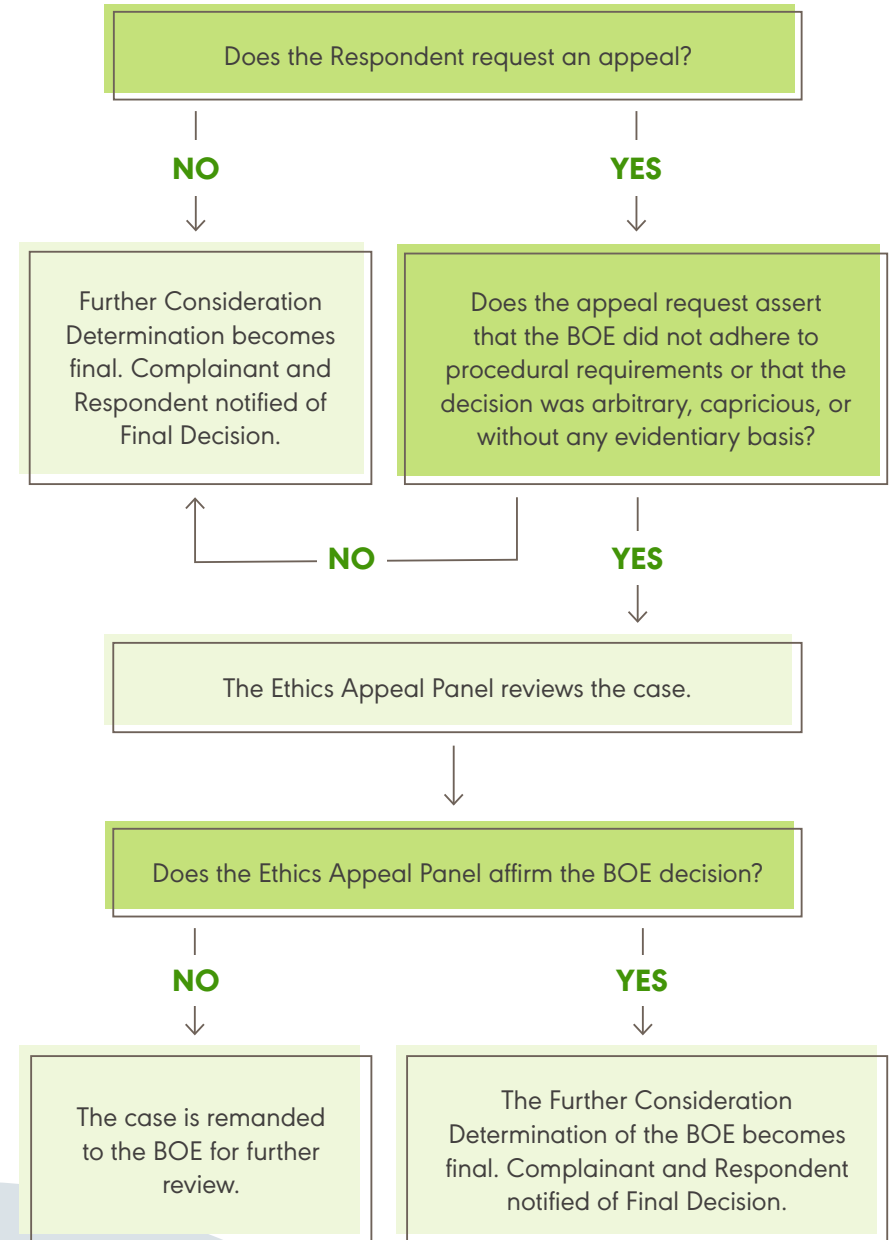 Does the Respondent request an appeal?
NO
YES
Further Consideration
Determination becomes
final. Complainant and
Respondent notified of
Final Decision.
Does the appeal request assert
that the BOE did not adhere to
procedural requirements or that the
decision was arbitrary, capricious, or
without any evidentiary basis?
NO
YES
The Ethics Appeal Panel reviews the case.
Does the Ethics Appeal Panel affirm the BOE decision?
NO
YES
The case is remanded
to the BOE for further
review.
The Further Consideration
Determination of the BOE becomes
final. Complainant and Respondent
notified of Final Decision.